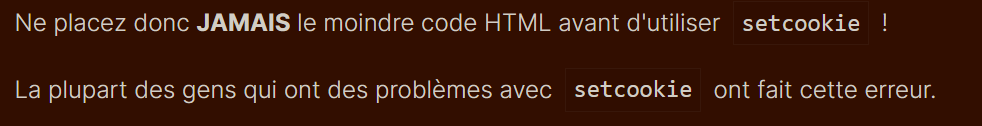 Ne placez donc JAMAIS le moindre code HTML avant d'utiliser setcookie !
La plupart des gens qui ont des problèmes avec setcookie ont fait cette erreur.